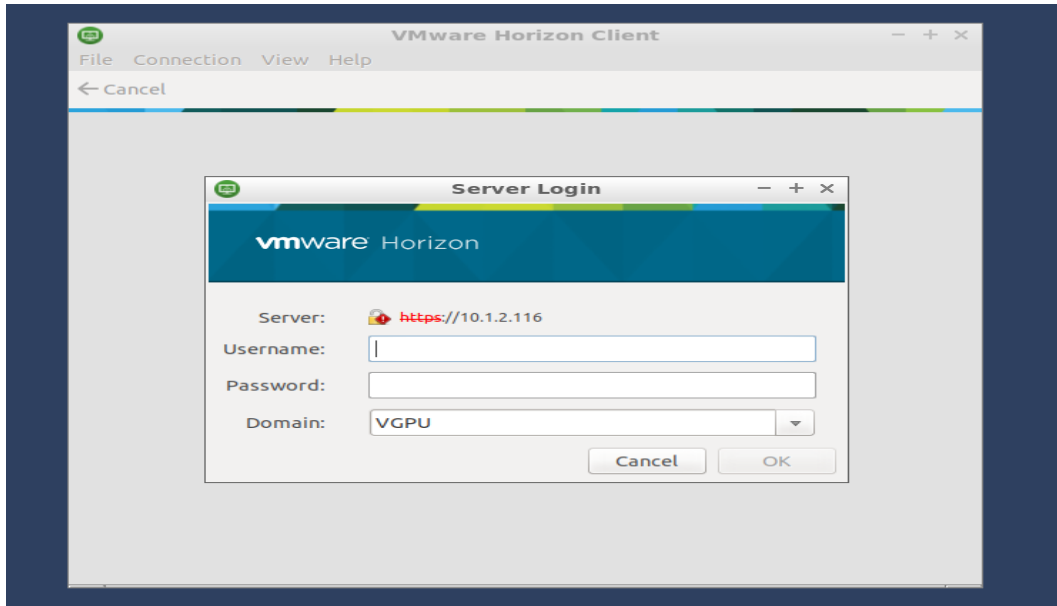 VMware Horizon Client
File Connection View Help
Cancel
Server Login
vmware Horizon
Server: https://10.1.2.116
Username:
Password:
Domain: VGPU
Cancel OK